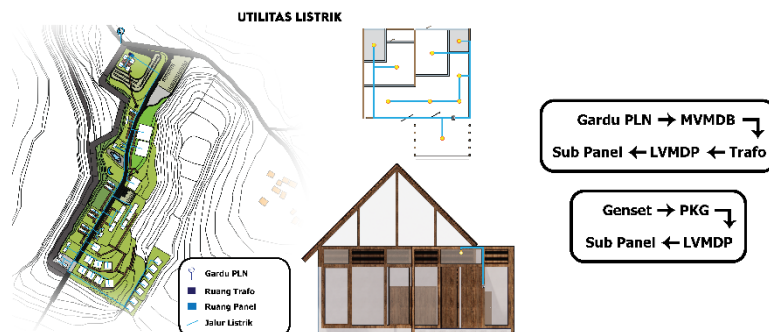 UTILITAS LISTRIK
Gardu PLN → MVMDB
Sub Panel ← LVMDP ← Trafo
Genset → PKG
Sub Panel ← LVMDP
Gardu PLN
Ruang Trafo
Ruang Panel
Jalur Listrik